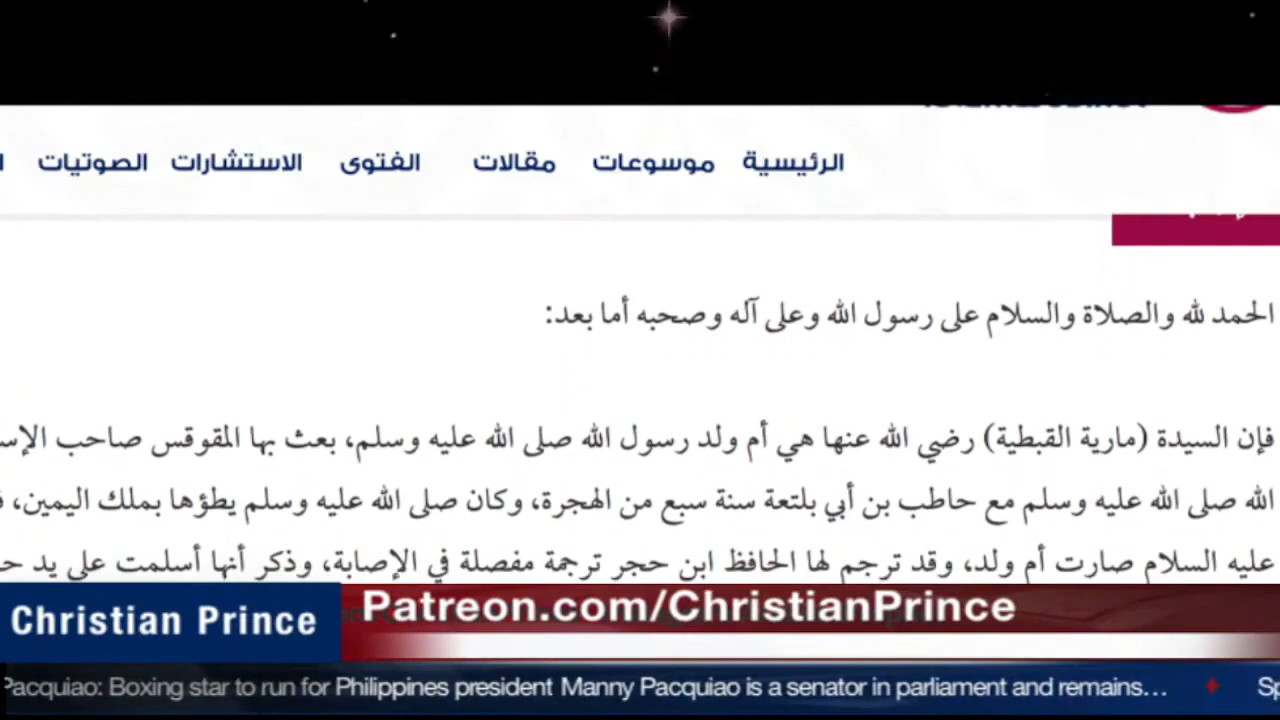 الرئيسية موسوعات مقالات الفتوى الاستشارات الصوتيات
الحمد لله والصلاة والسلام على رسول الله وعلى آله وصحبه أما بعد:
فإن السيدة (مارية القبطية) رضي الله عنها هي أم ولد رسول الله صلى الله عليه وسلم، بعث بها المقوقس صاحب
الله صلى الله عليه وسلم مع حاطب بن أبي بلتعة سنة سبع من الهجرة، وكان صلى الله عليه وسلم يطؤها بملك اليمين،
عليه السلام صارت أم ولد، وقد ترجم لها الحافظ ابن حجر ترجمة مفصلة في الإصابة، وذكر أنها أسلمت على يد
Christian Prince
Patreon.com/ChristianPrince
Pacquiao: Boxing star to run for Philippines president Manny Pacquiao is a senator in parliament and remains...